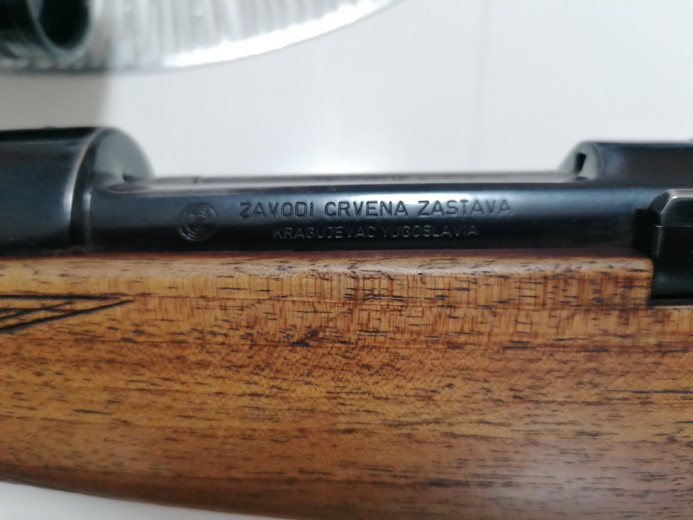 ZAVODI CRVENA ZASTAVA
KRAGUJEVAC YUGOSLAVIA